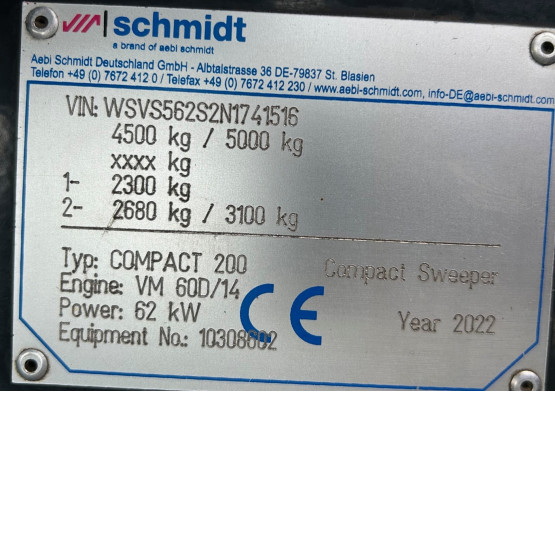 schmidt
a brand of aebi schmidt
Aebi Schmidt Deutschland GmbH - Albtalstrasse 36 DE-79837 St. Blasien
Telefon +49 (0) 7672 412 0 / Telefax +49 (0) 7672 412 230 / www.aebi-schmidt.com, info-DE@aebi-schmidt.com
VIN: WSVS562S2N1741516
4500 kg / 5000 kg
xxxx kg
1- 2300 kg
2- 2680 kg / 3100 kg
Typ: COMPACT 200 Compact Sweeper
Engine: VM 60D/14
Power: 62 kW CE Year 2022
Equipment No.: